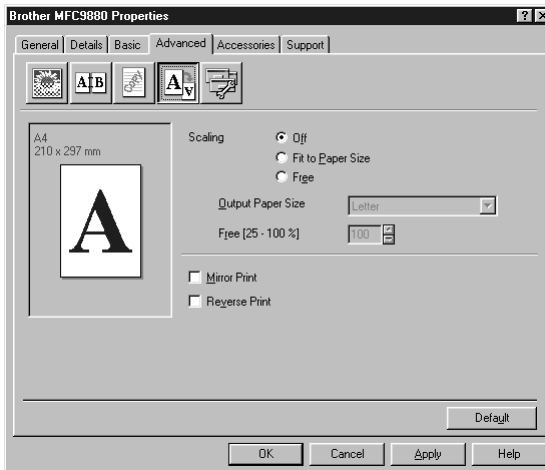 Brother MFC9880 Properties
General Details Basic Advanced Accessories Support
A B Copy A A
A4
210 x 297 mm
A
Scaling
Off
Fit to Paper Size
Free
Output Paper Size Letter
Free [25 - 100 %] 100
Mirror Print
Reverse Print
Default
OK Cancel Apply Help